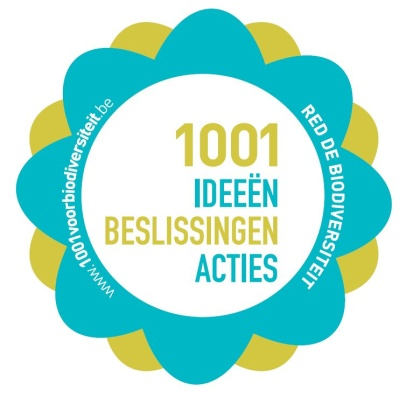 1001
IDEEËN
BESLISSINGEN
ACTIES
www.1001voorbiodiversiteit.be
RED DE BIODIVERSITEIT